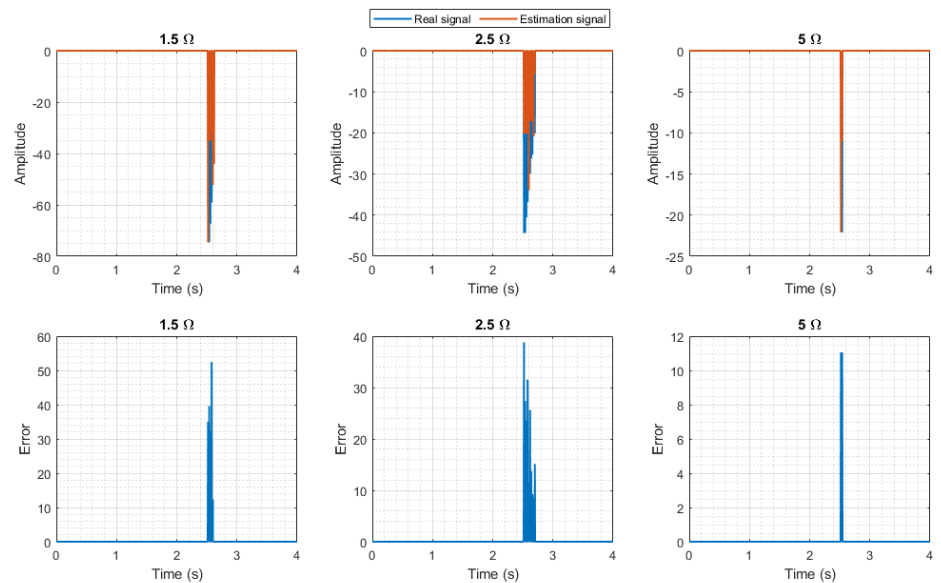 Real signal Estimation signal
1.5 Ω 2.5 Ω 5 Ω
0 0 0
-20 -10 -5
-40 -20 -10
-60 -30 -15
-80 -40 -20
-50 -25
Amplitude Amplitude Amplitude
0 1 2 3 4 0 1 2 3 4 0 1 2 3 4
Time (s) Time (s) Time (s)
1.5 Ω 2.5 Ω 5 Ω
60 40 12
50 30 10
40 20 8
30 10 6
20 0 4
10 2
0 0
Error Error Error
0 1 2 3 4 0 1 2 3 4 0 1 2 3 4
Time (s) Time (s) Time (s)